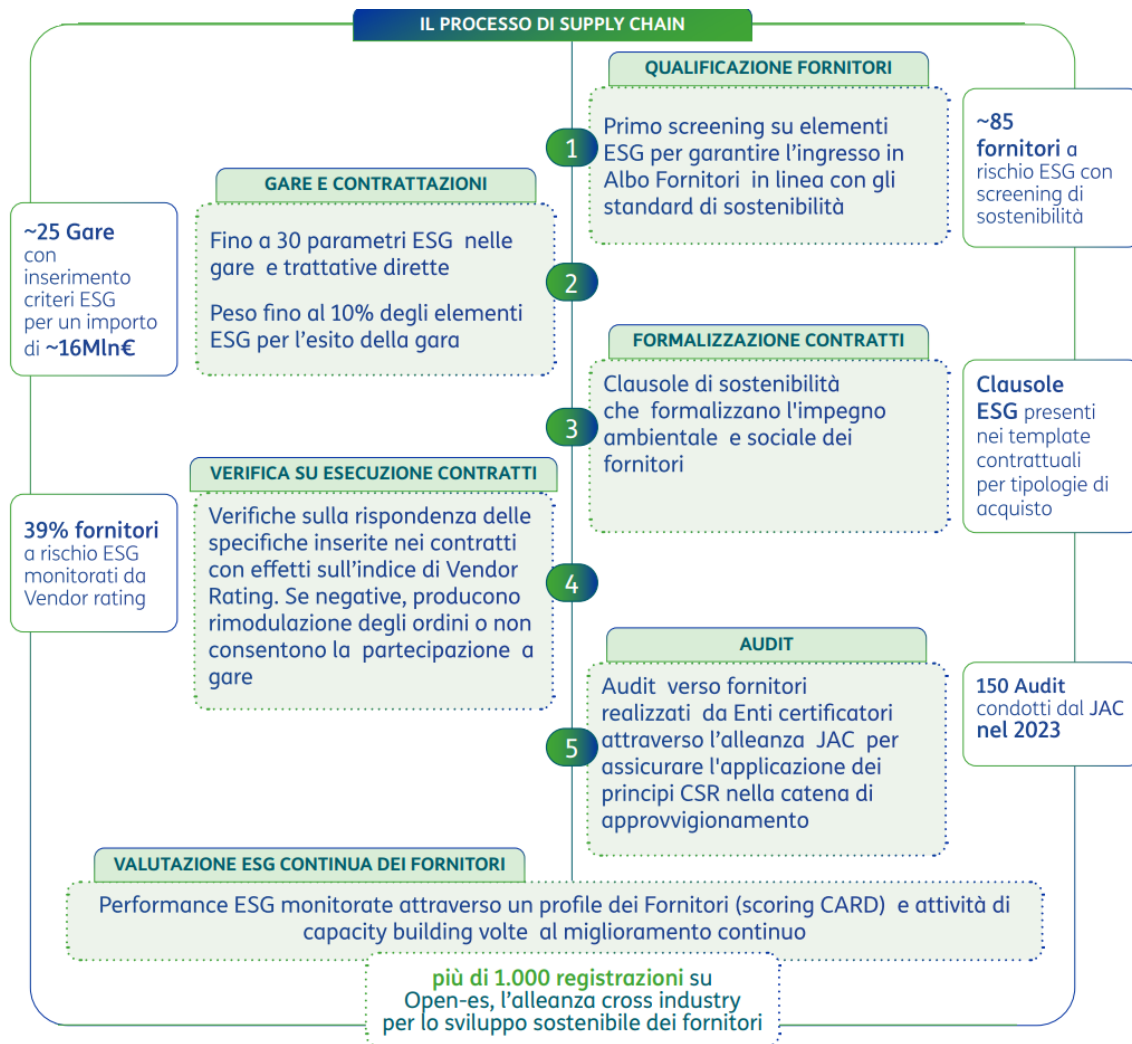 IL PROCESSO DI SUPPLY CHAIN
QUALIFICAZIONE FORNITORI
1
Primo screening su elementi
ESG per garantire l'ingresso in
Albo Fornitori in linea con gli
standard di sostenibilità
~85
fornitori a
rischio ESG con
screening di
sostenibilità
GARE E CONTRATTAZIONI
~25 Gare
con
inserimento
criteri ESG
per un importo
di ~16Mln€
Fino a 30 parametri ESG nelle
gare e trattative dirette
Peso fino al 10% degli elementi
ESG per l'esito della gara
2
FORMALIZZAZIONE CONTRATTI
3
Clausole di sostenibilità
che formalizzano l'impegno
ambientale e sociale dei
fornitori
Clausole
ESG presenti
nei template
contrattuali
per tipologie di
acquisto
VERIFICA SU ESECUZIONE CONTRATTI
39% fornitori
a rischio ESG
monitorati da
Vendor rating
Verifiche sulla rispondenza delle
specifiche inserite nei contratti
con effetti sull'indice di Vendor
Rating. Se negative, producono
rimodulazione degli ordini o non
consentono la partecipazione a
gare
4
AUDIT
5
Audit verso fornitori
realizzati da Enti certificatori
attraverso l'alleanza JAC per
assicurare l'applicazione dei
principi CSR nella catena di
approvvigionamento
150 Audit
condotti dal JAC
nel 2023
VALUTAZIONE ESG CONTINUA DEI FORNITORI
Performance ESG monitorate attraverso un profile dei Fornitori (scoring CARD) e attività di
capacity building volte al miglioramento continuo
più di 1.000 registrazioni su
Open-es, l'alleanza cross industry
per lo sviluppo sostenibile dei fornitori